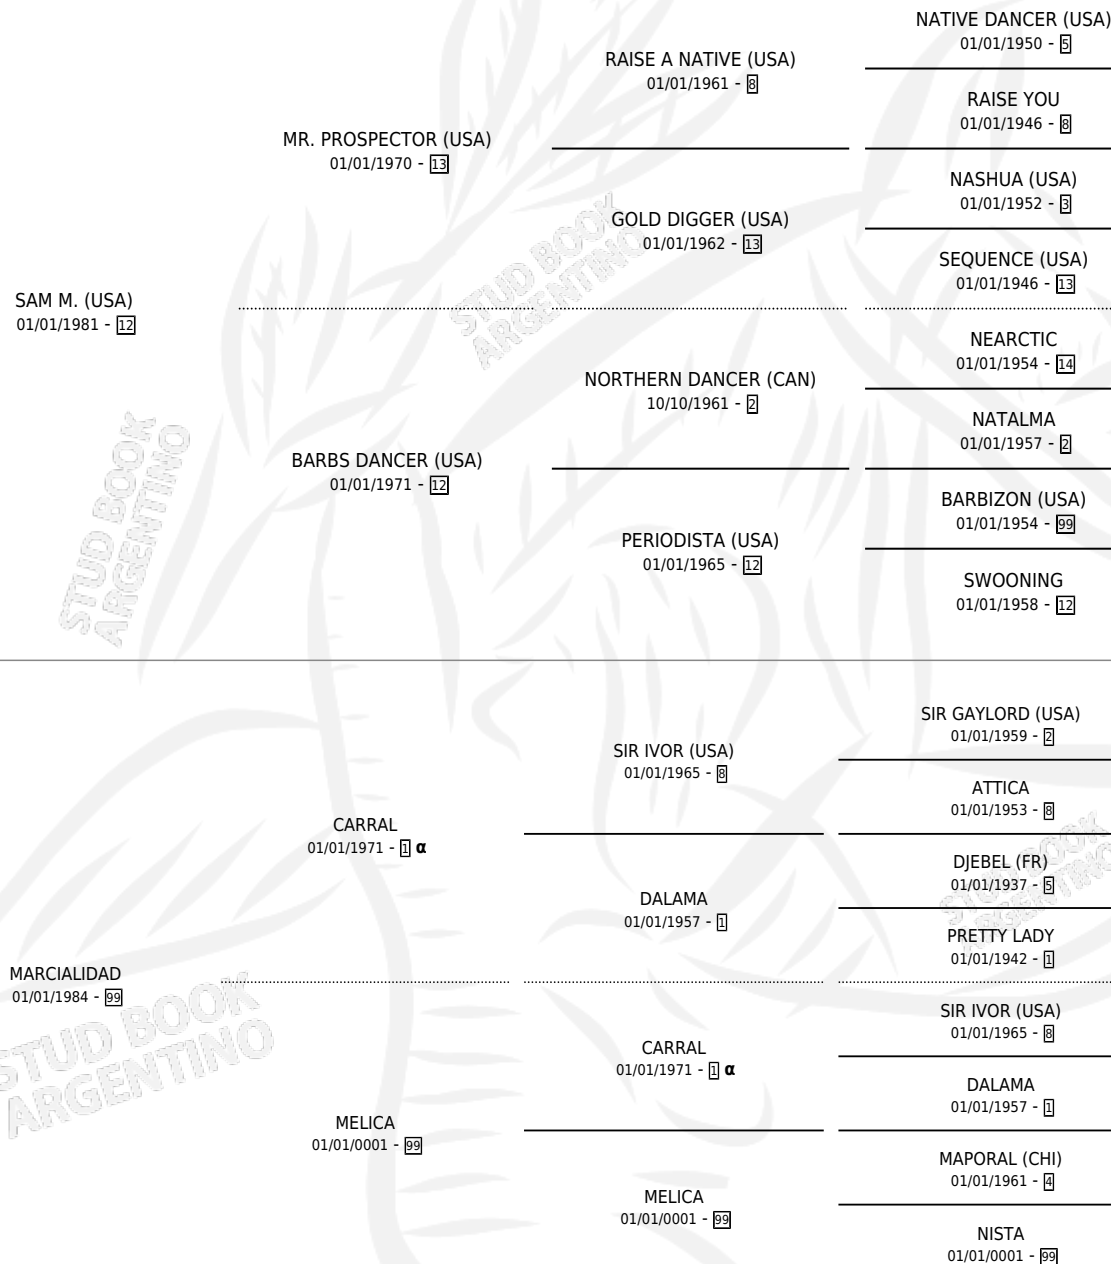 NATIVE DANCER (USA)
01/01/1950 - 5
RAISE A NATIVE (USA)
01/01/1961 - 8
RAISE YOU
01/01/1946 - 8
MR. PROSPECTOR (USA)
01/01/1970 - 13
NASHUA (USA)
01/01/1952 - 3
GOLD DIGGER (USA)
01/01/1962 - 13
SEQUENCE (USA)
01/01/1946 - 13
SAM M. (USA)
01/01/1981 - 12
NEARCTIC
01/01/1954 - 14
NORTHERN DANCER (CAN)
10/10/1961 - 2
NATALMA
01/01/1957 - 2
BARBS DANCER (USA)
01/01/1971 - 12
BARBIZON (USA)
01/01/1954 - 99
PERIODISTA (USA)
01/01/1965 - 12
SWOONING
01/01/1958 - 12
SIR GAYLORD (USA)
01/01/1959 - 2
SIR IVOR (USA)
01/01/1965 - 8
ATTICA
01/01/1953 - 8
CARRAL
01/01/1971 - 1 α
DJEBEL (FR)
01/01/1937 - 5
DALAMA
01/01/1957 - 1
PRETTY LADY
01/01/1942 - 1
MARCIALIDAD
01/01/1984 - 99
SIR IVOR (USA)
01/01/1965 - 8
CARRAL
01/01/1971 - 1 α
DALAMA
01/01/1957 - 1
MELICA
01/01/0001 - 99
MAPORAL (CHI)
01/01/1961 - 4
MELICA
01/01/0001 - 99
NISTA
01/01/0001 - 99
STUD BOOK
ARGENTINO
STUD BOOK
ARGENTINO
STUD BOOK
ARGENTINO
STUD BOOK
ARGENTINO